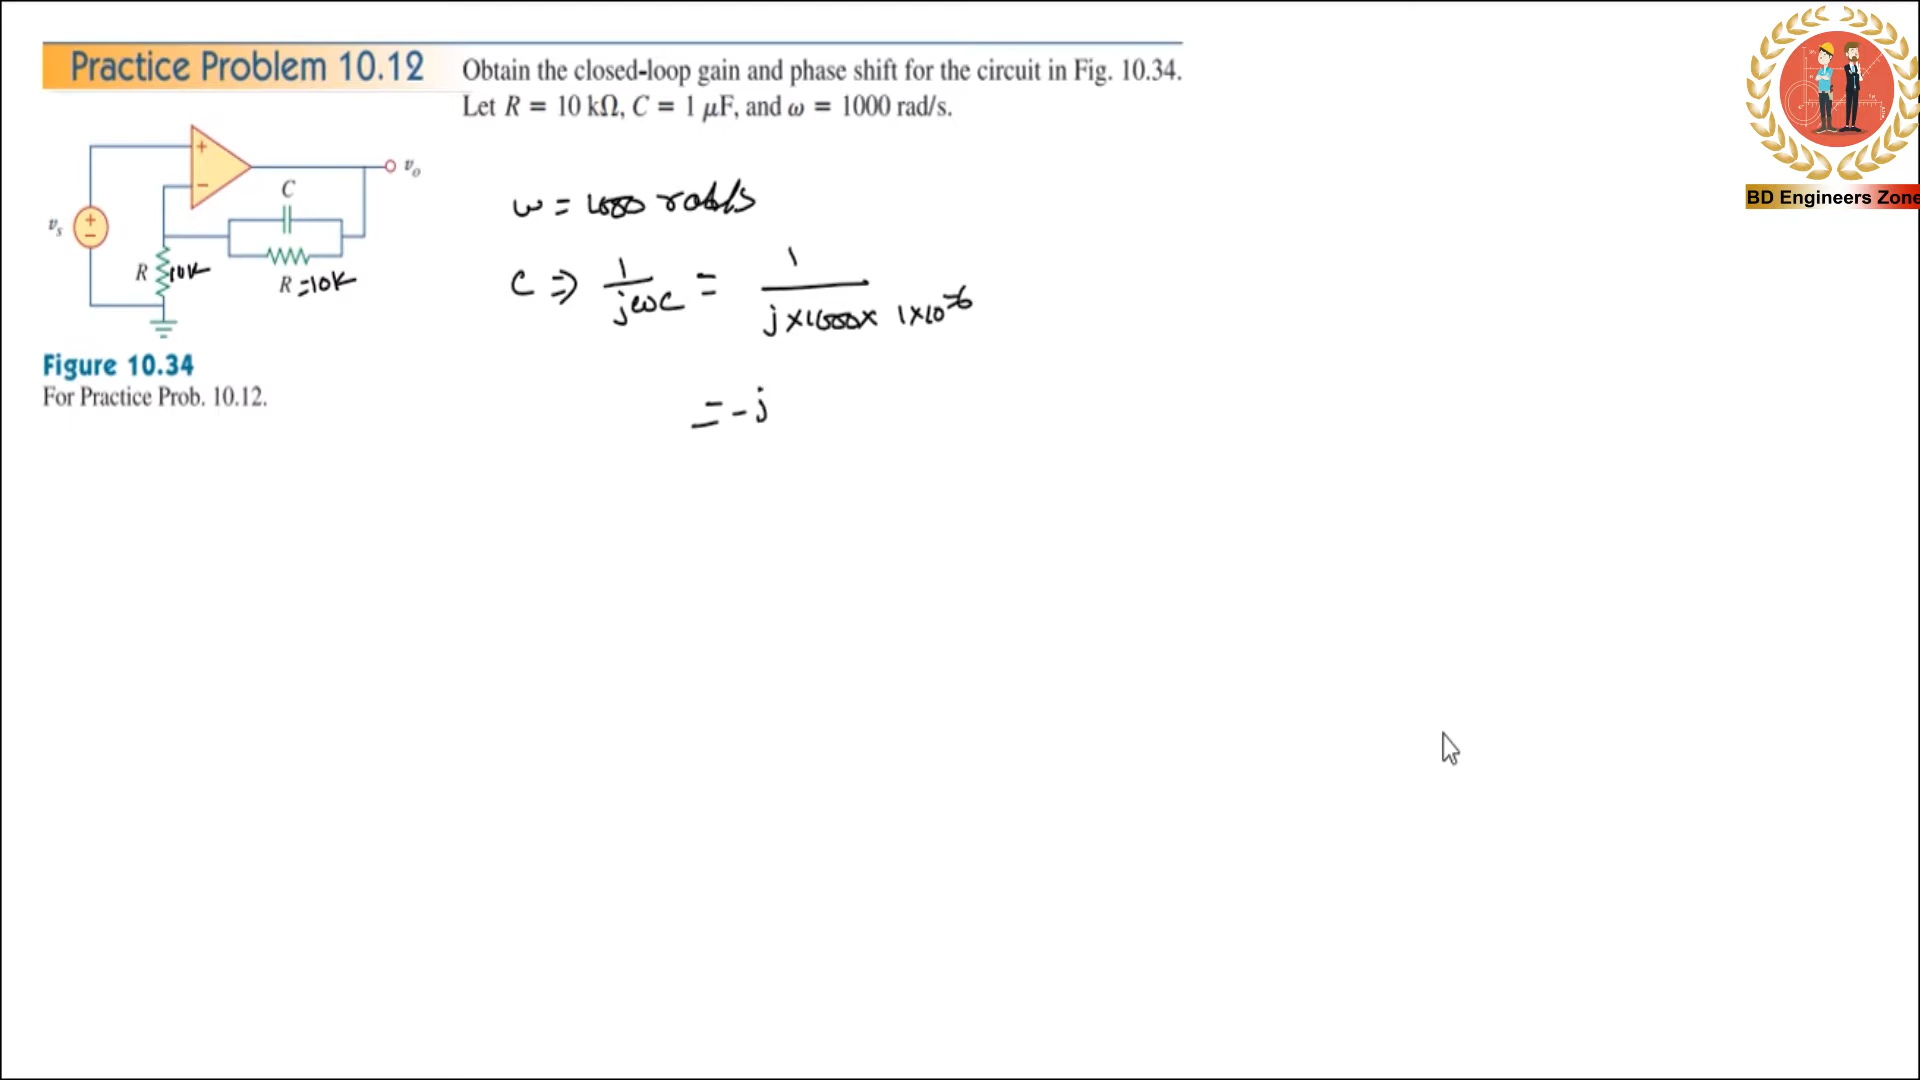 Practice Problem 10.12
Obtain the closed-loop gain and phase shift for the circuit in Fig. 10.34.
Let R = 10 kΩ, C = 1 μF, and ω = 1000 rad/s.
BD Engineers Zone
+
−
v_o
C
v_s
+
−
R 10K
R =10K
Figure 10.34
For Practice Prob. 10.12.
ω = 1000 rad/s
C ⇒ 1/jωC = 1/j×1000× 1×10^-6
= -j